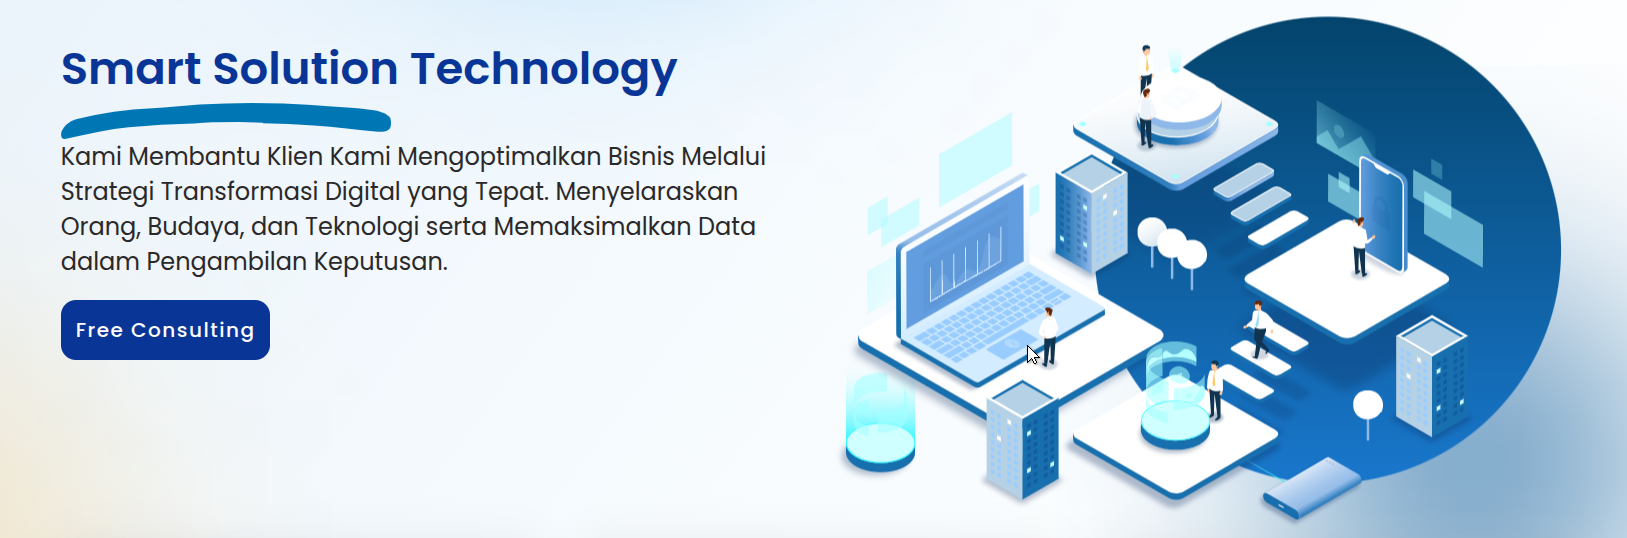 Smart Solution Technology
Kami Membantu Klien Kami Mengoptimalkan Bisnis Melalui
Strategi Transformasi Digital yang Tepat. Menyelaraskan
Orang, Budaya, dan Teknologi serta Memaksimalkan Data
dalam Pengambilan Keputusan.
Free Consulting